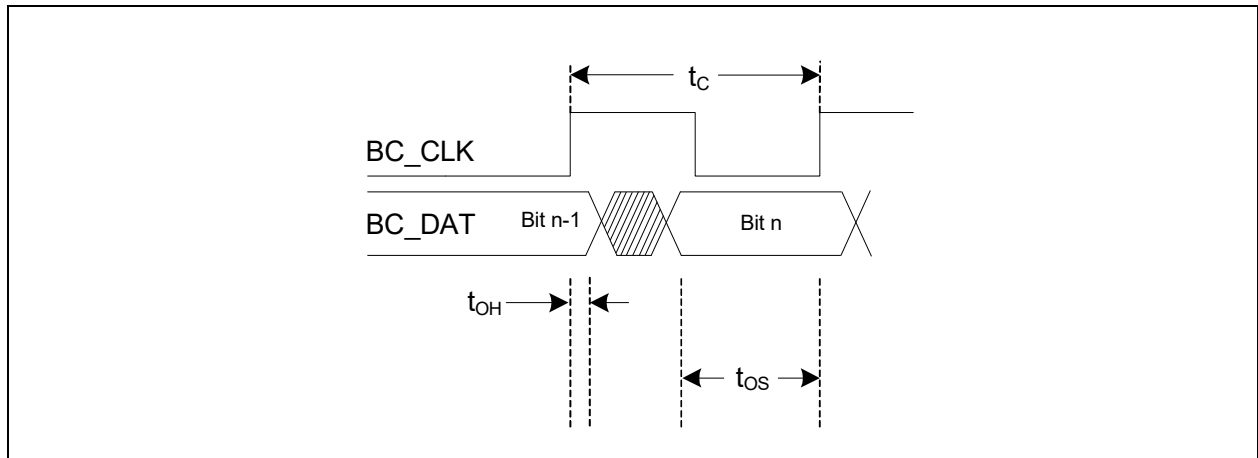 tC
BC_CLK
BC_DAT
Bit n-1
Bit n
tOH
tOS